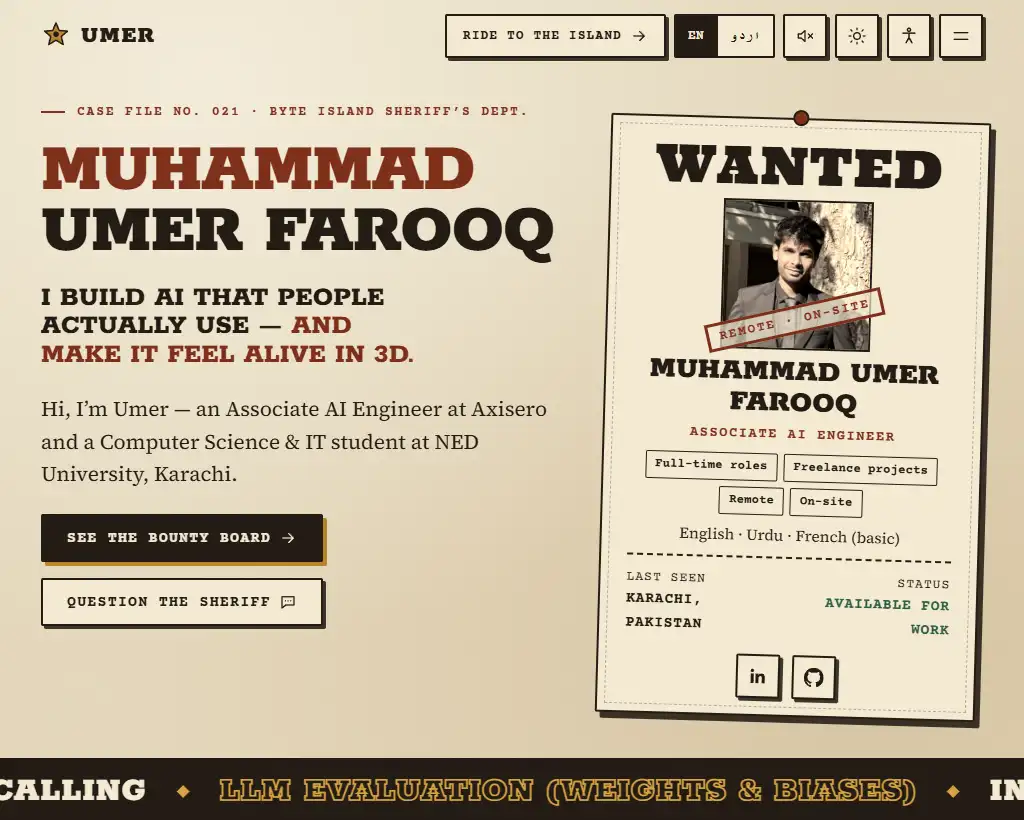 UMER
RIDE TO THE ISLAND →
EN
اردو
CASE FILE NO. 021 · BYTE ISLAND SHERIFF’S DEPT.
MUHAMMAD
UMER FAROOQ
I BUILD AI THAT PEOPLE
ACTUALLY USE — AND
MAKE IT FEEL ALIVE IN 3D.
Hi, I’m Umer — an Associate AI Engineer at Axisero
and a Computer Science & IT student at NED
University, Karachi.
SEE THE BOUNTY BOARD →
QUESTION THE SHERIFF
WANTED
REMOTE · ON-SITE
MUHAMMAD UMER
FAROOQ
ASSOCIATE AI ENGINEER
Full-time roles
Freelance projects
Remote
On-site
English · Urdu · French (basic)
LAST SEEN
KARACHI,
PAKISTAN
STATUS
AVAILABLE FOR
WORK
in
CALLING ◆ LLM EVALUATION (WEIGHTS & BIASES) ◆ IN